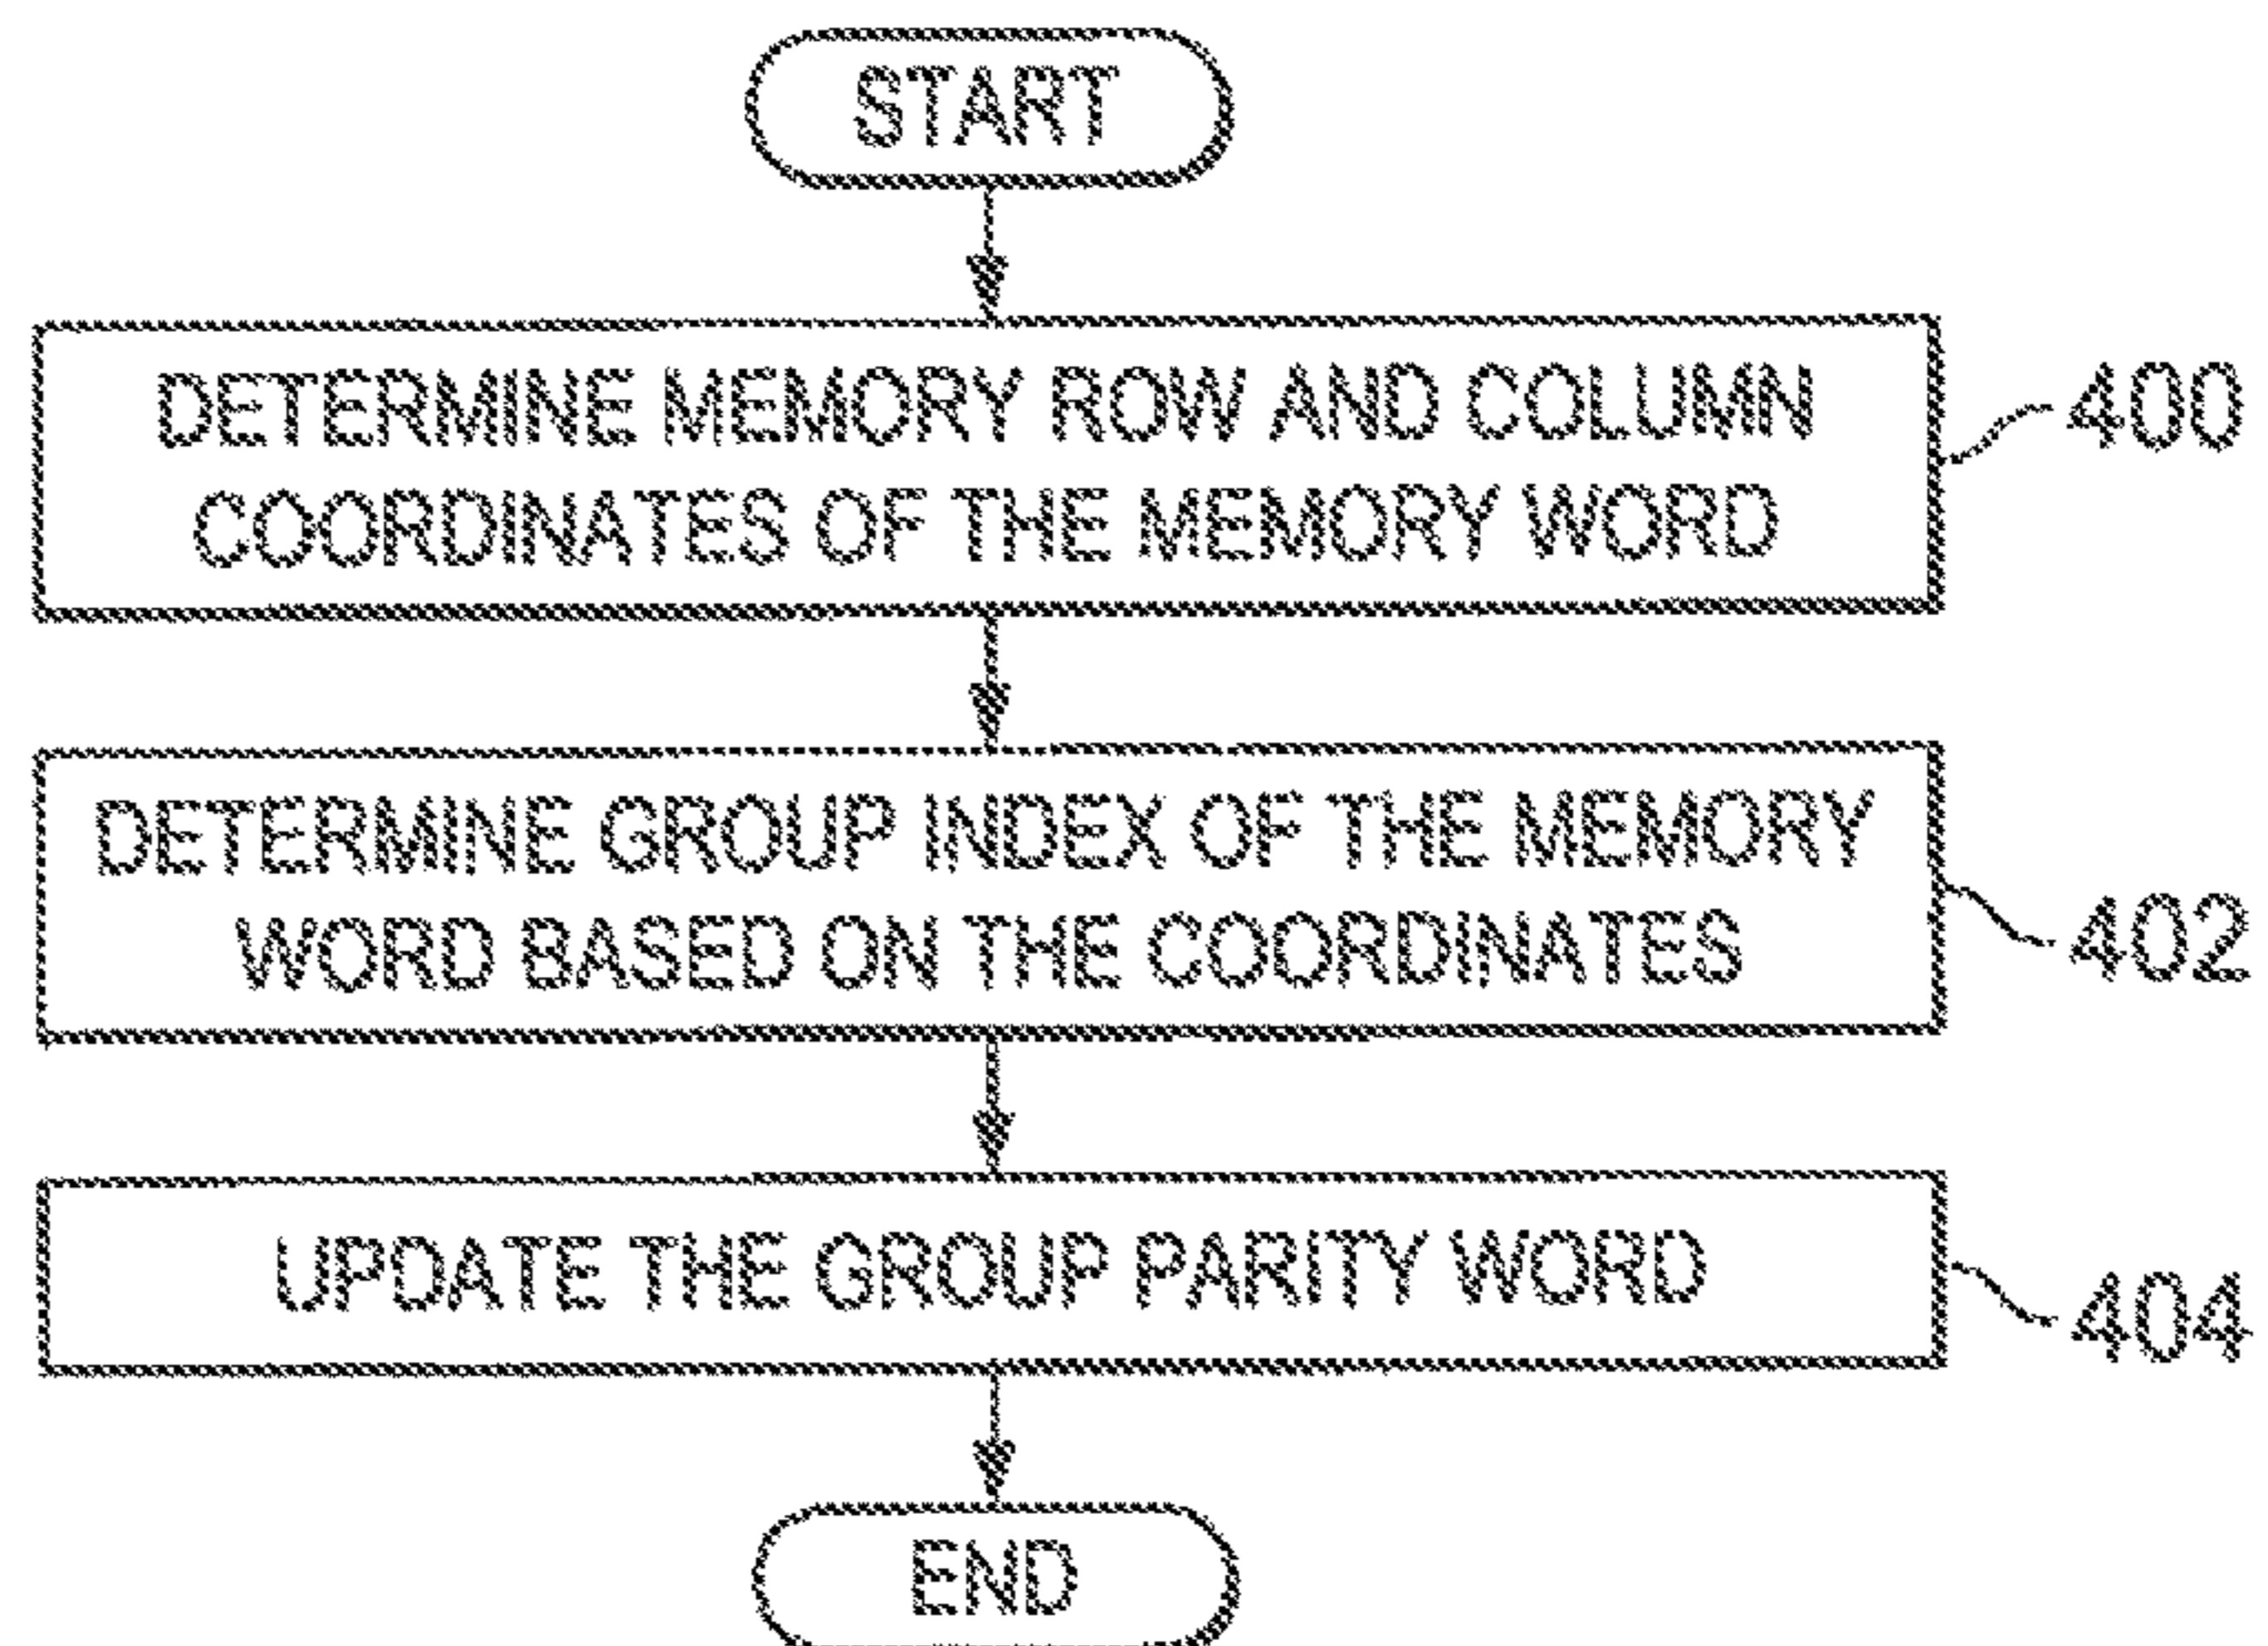 START
DETERMINE MEMORY ROW AND COLUMN
COORDINATES OF THE MEMORY WORD
400
DETERMINE GROUP INDEX OF THE MEMORY
WORD BASED ON THE COORDINATES
402
UPDATE THE GROUP PARITY WORD
404
END